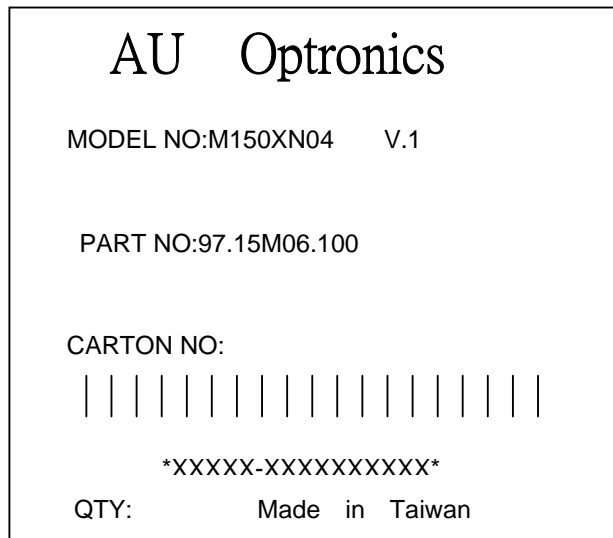 AU Optronics
MODEL NO:M150XN04 V.1
PART NO:97.15M06.100
CARTON NO:
*XXXXX-XXXXXXXXXX*
QTY: Made in Taiwan